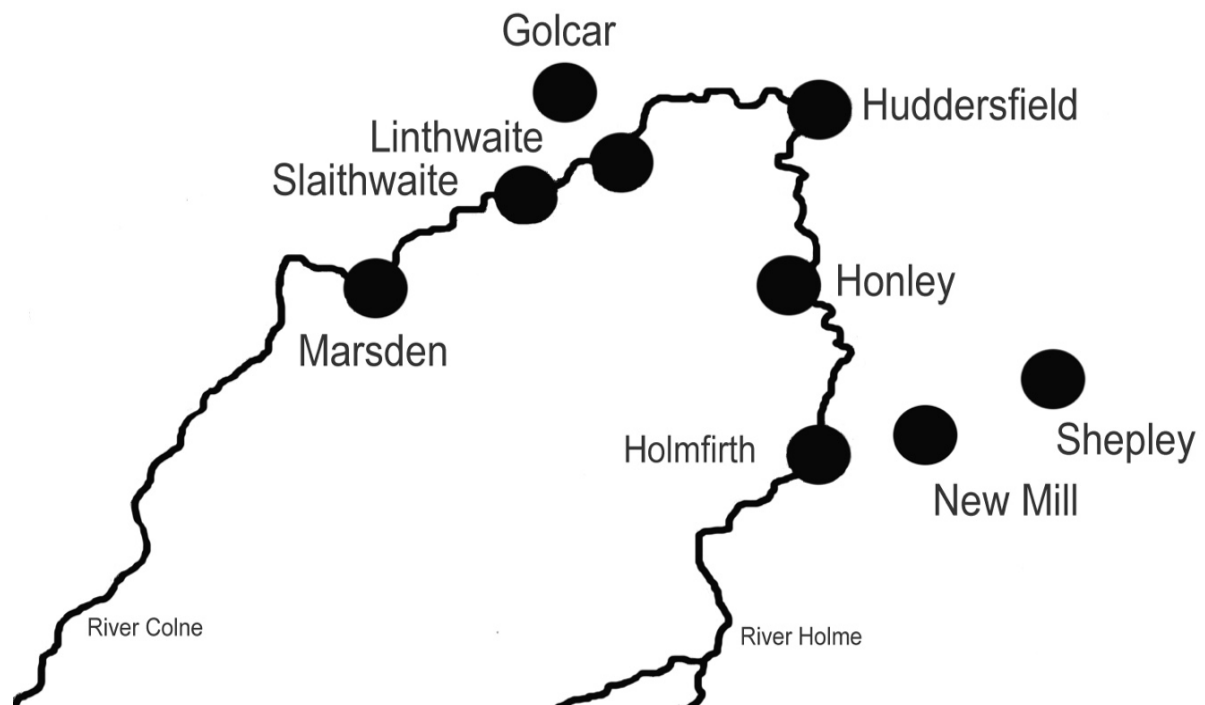 Golcar
Huddersfield
Linthwaite
Slaithwaite
Honley
Marsden
Shepley
Holmfirth
New Mill
River Colne
River Holme